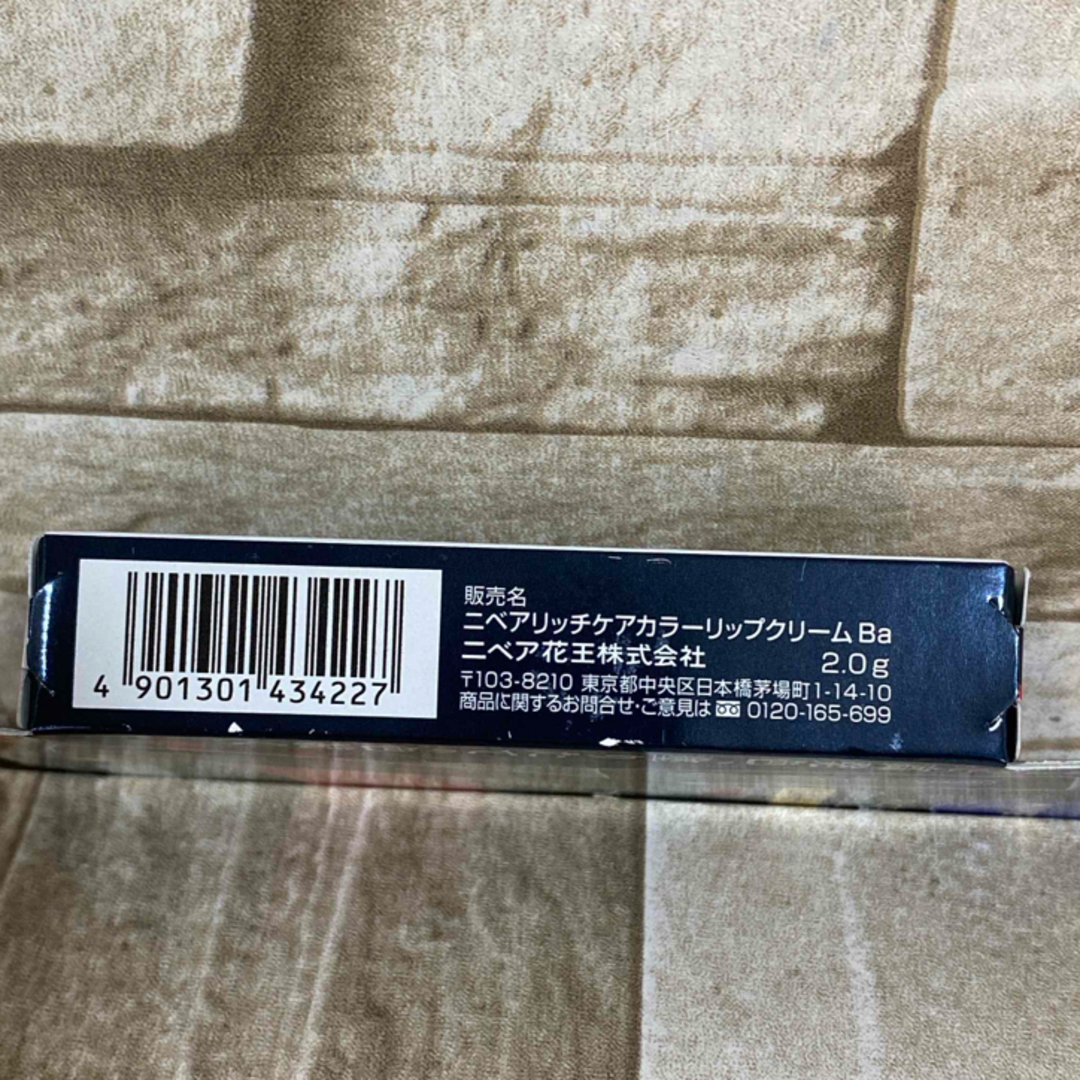 4 901301 434227
販売名
ニベアリッチケアカラーリップクリームBa
ニベア花王株式会社 2.0g
〒103-8210 東京都中央区日本橋茅場町1-14-10
商品に関するお問合せ・ご意見は 0120-165-699